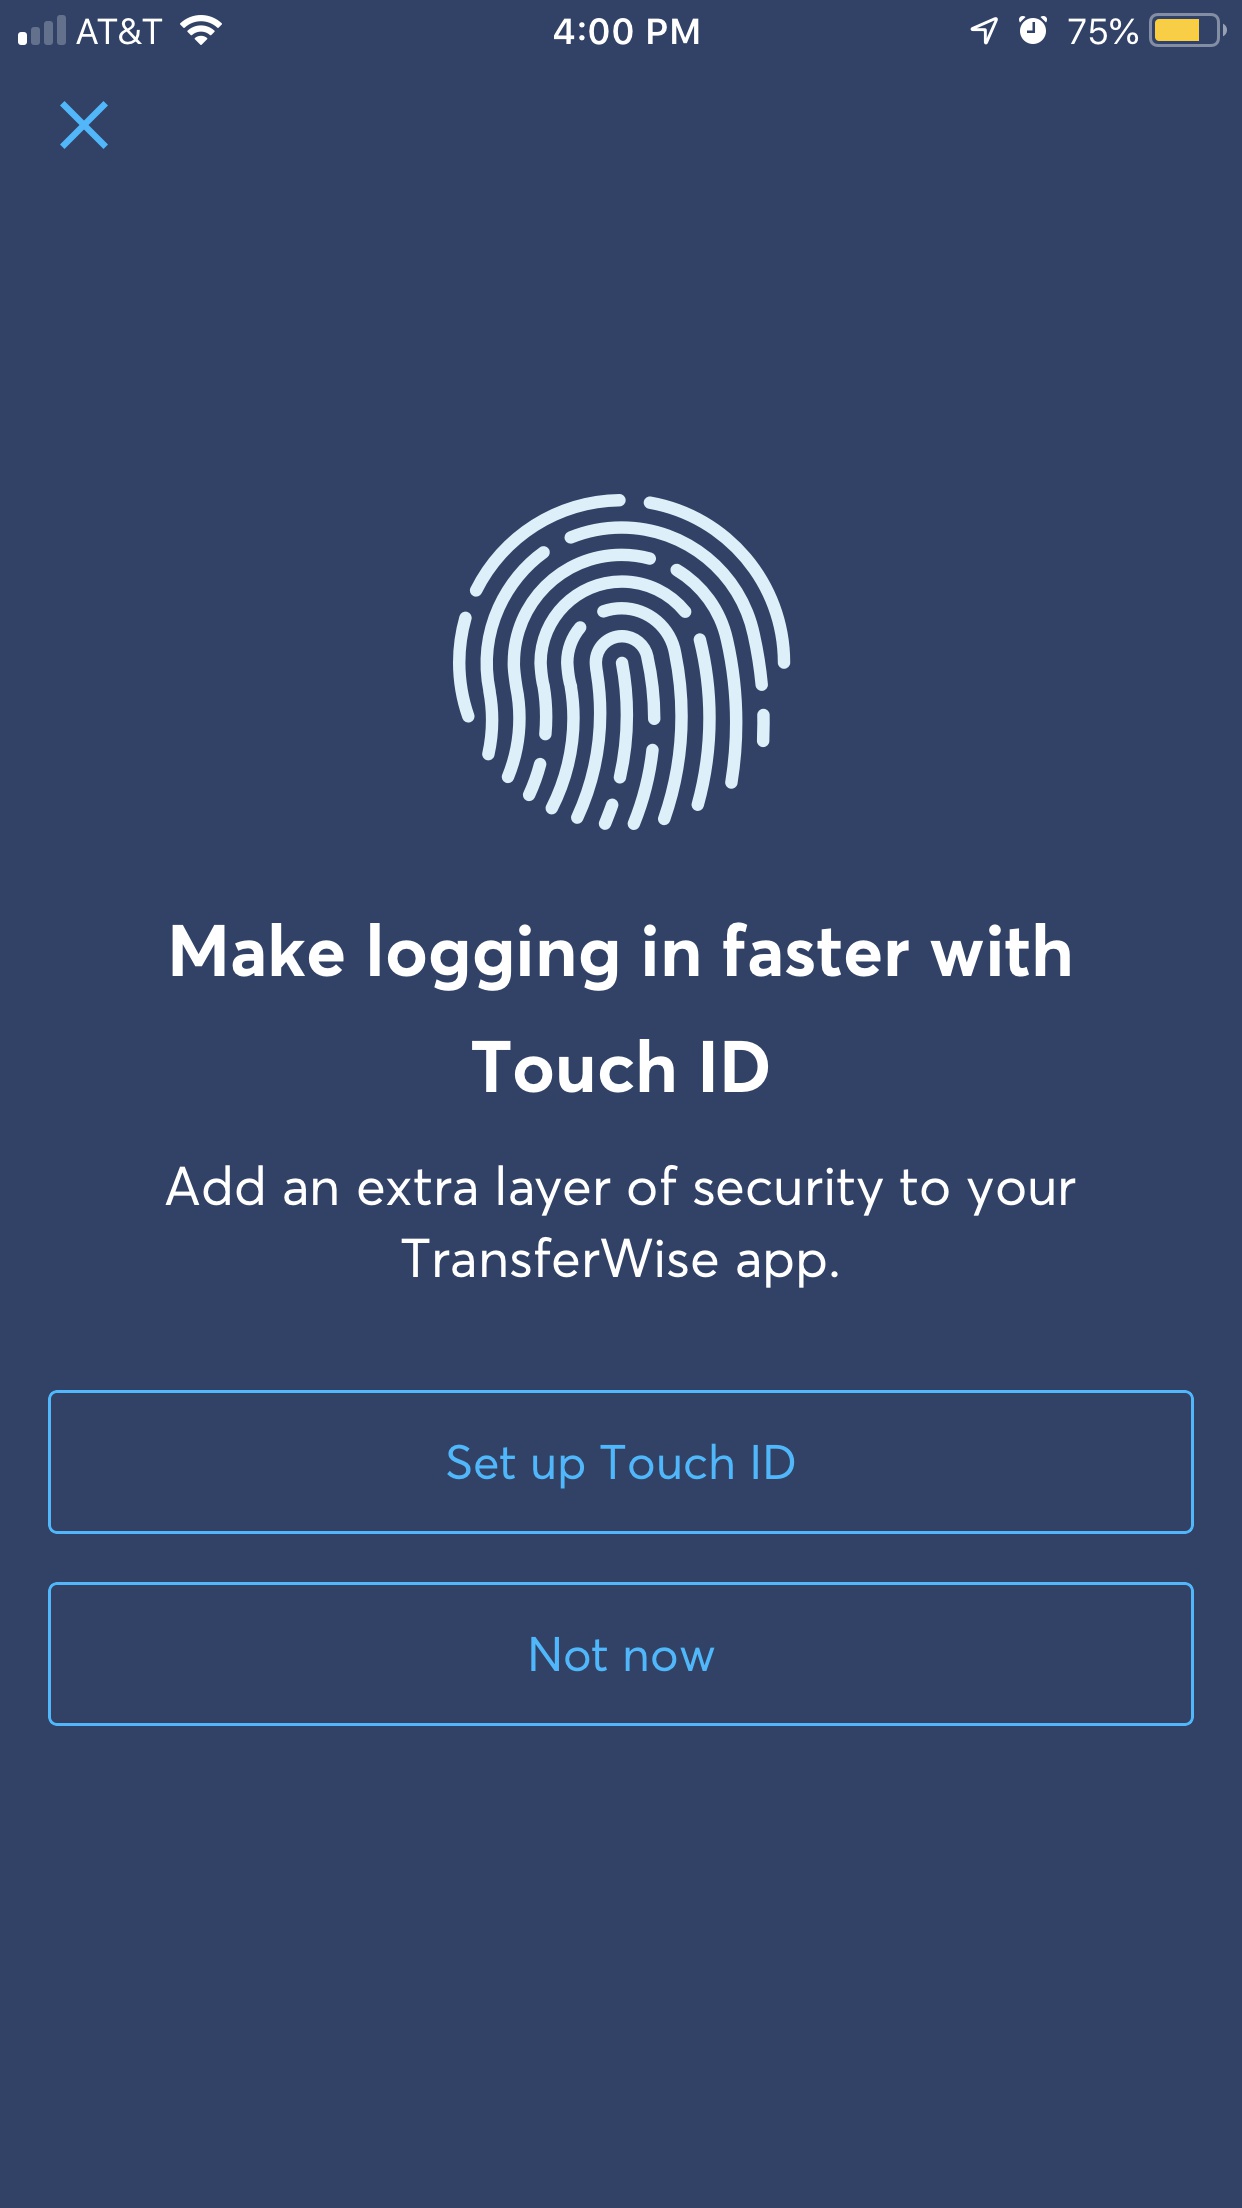 AT&T 4:00 PM 75%
Make logging in faster with
Touch ID
Add an extra layer of security to your
TransferWise app.
Set up Touch ID
Not now